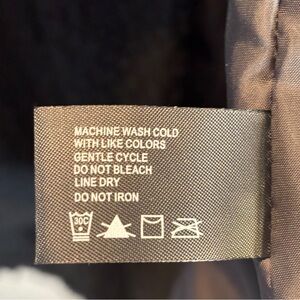 MACHINE WASH COLD
WITH LIKE COLORS
GENTLE CYCLE
DO NOT BLEACH
LINE DRY
DO NOT IRON
30C